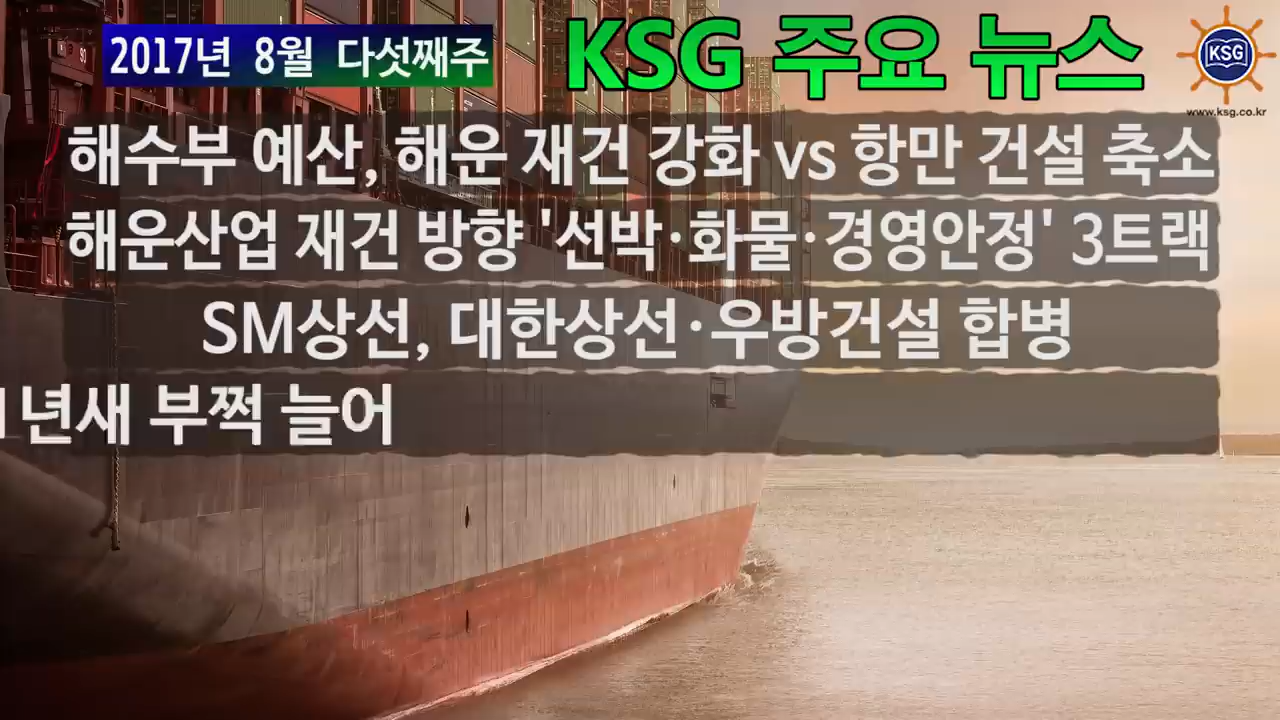 2017년 8월 다섯째주
KSG 주요 뉴스
KSG
www.ksg.co.kr
해수부 예산, 해운 재건 강화 vs 항만 건설 축소
해운산업 재건 방향 '선박·화물·경영안정' 3트랙
SM상선, 대한상선·우방건설 합병
년새 부쩍 늘어